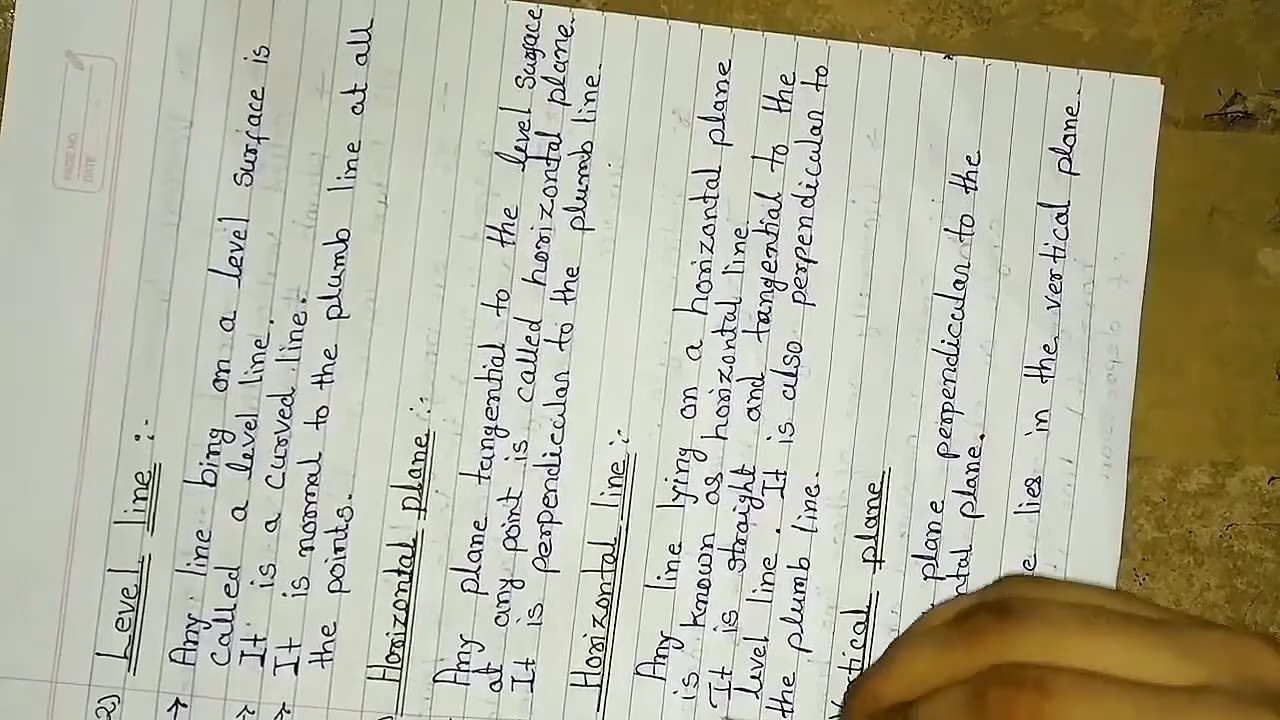 PAGE NO.
DATE
2) Level line :-
→ Any line bing on a level surface is
called a level line.
→ It is a curved line.
→ It is normal to the plumb line at all
the points.
Horizontal plane :-
Any plane tangential to the level surface
at any point is called horizontal plane
It is perpendicular to the plumb line.
Horizontal line :-
Any line lying on a horizontal plane
is known as horizontal line.
It is straight and tangential to the
level line. It is also perpendicular to
the plumb line.
plane
plane perpendicular to the
plane.
lies in the vertical plane.